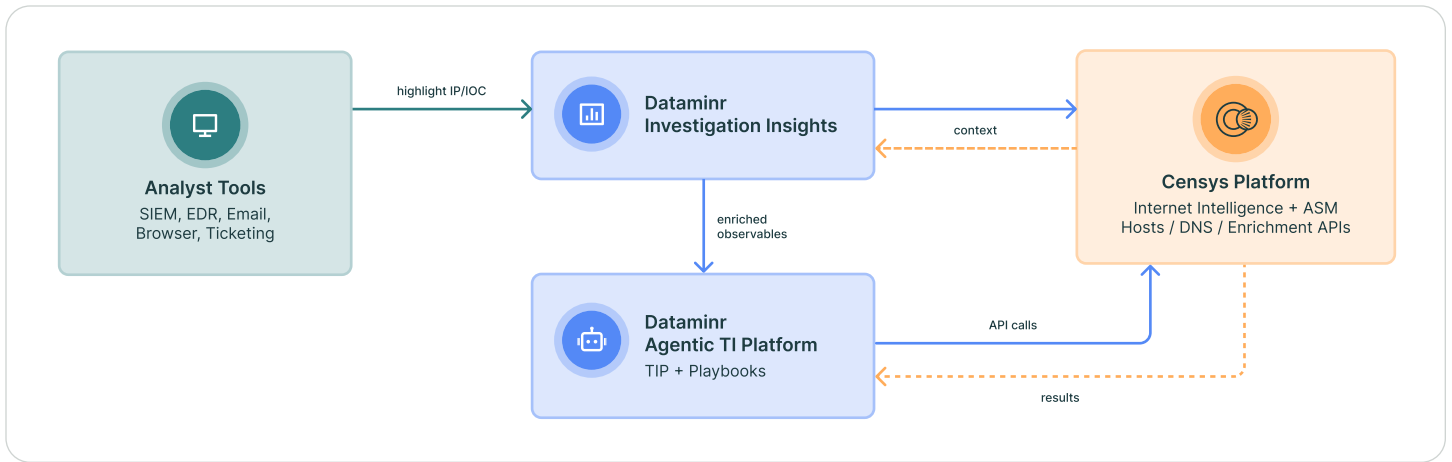 highlight IP/IOC
Analyst Tools
SIEM, EDR, Email,
Browser, Ticketing
Dataminr
Investigation Insights
context
Censys Platform
Internet Intelligence + ASM
Hosts / DNS / Enrichment APIs
enriched
observables
Dataminr
Agentic TI Platform
TIP + Playbooks
API calls
results